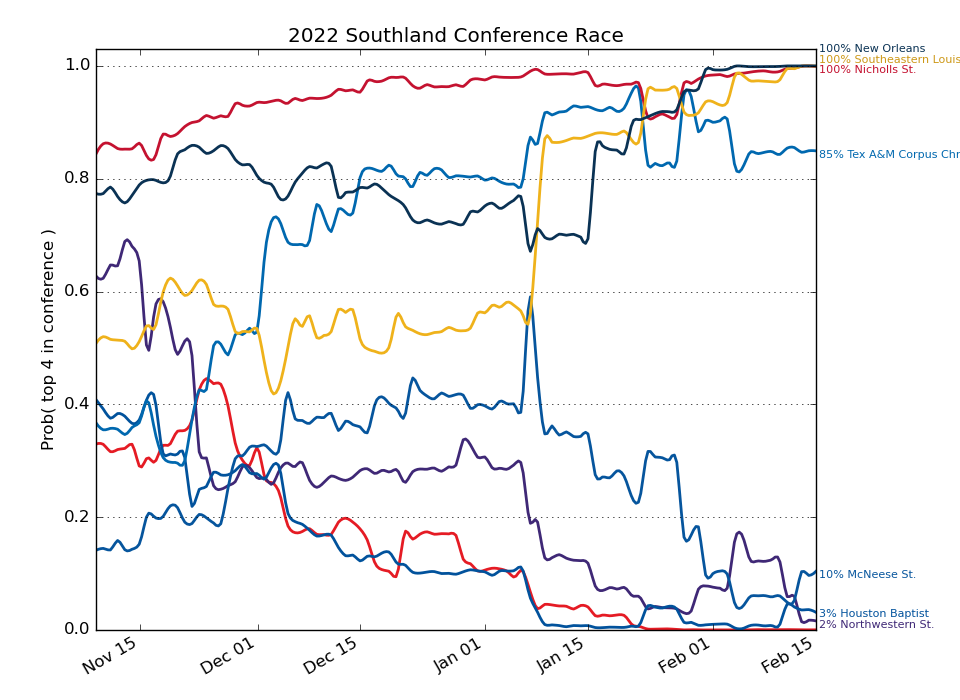 2022 Southland Conference Race
Prob( top 4 in conference )
1.0
0.8
0.6
0.4
0.2
0.0
Nov 15
Dec 01
Dec 15
Jan 01
Jan 15
Feb 01
Feb 15
100% New Orleans
100% Southeastern Louis
100% Nicholls St.
85% Tex A&M Corpus Chr
10% McNeese St.
3% Houston Baptist
2% Northwestern St.